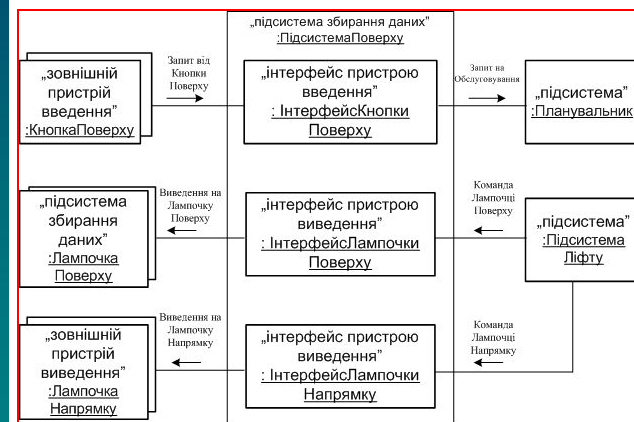 „підсистема збирання даних”
:ПідсистемаПоверху
„зовнішній
пристрій
введення”
:КнопкаПоверху
Запит від
Кнопки
Поверху
„інтерфейс пристрою
введення”
: ІнтерфейсКнопки
Поверху
Запит на
Обслуговування
„підсистема”
:Планувальник
„підсистема
збирання
даних”
:Лампочка
Поверху
Виведення на
Лампочку
Поверху
„інтерфейс пристрою
виведення”
: ІнтерфейсЛампочки
Поверху
Команда
Лампочці
Поверху
„підсистема”
:Підсистема
Ліфту
„зовнішній
пристрій
виведення”
:Лампочка
Напрямку
Виведення на
Лампочку
Напрямку
„інтерфейс пристрою
виведення”
: ІнтерфейсЛампочки
Напрямку
Команда
Лампочці
Напрямку